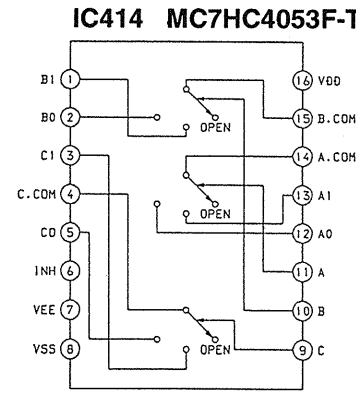 IC414 MC7HC4053F-T
B1 1
16 VDD
B0 2
15 B.COM
OPEN
C1 3
14 A.COM
C.COM 4
13 A1
OPEN
CO 5
12 A0
INH 6
11 A
VEE 7
10 B
VSS 8
9 C
OPEN